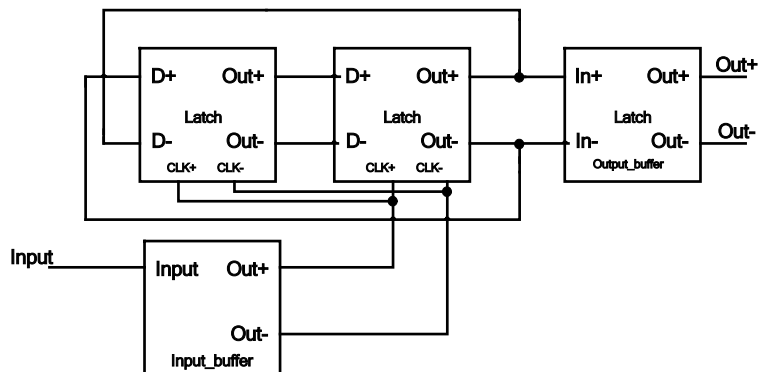 D+ Out+ D+ Out+ In+ Out+ Out+
Latch Latch Latch
D- Out- D- Out- In- Out- Out-
CLK+ CLK- CLK+ CLK- Output_buffer
Input Input Out+
Out-
Input_buffer